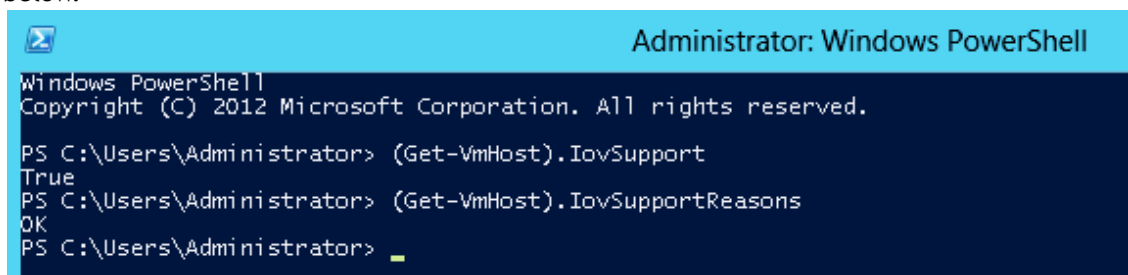 Administrator: Windows PowerShell
Windows PowerShell
Copyright (C) 2012 Microsoft Corporation. All rights reserved.
PS C:\Users\Administrator> (Get-VmHost).IovSupport
True
PS C:\Users\Administrator> (Get-VmHost).IovSupportReasons
OK
PS C:\Users\Administrator> _